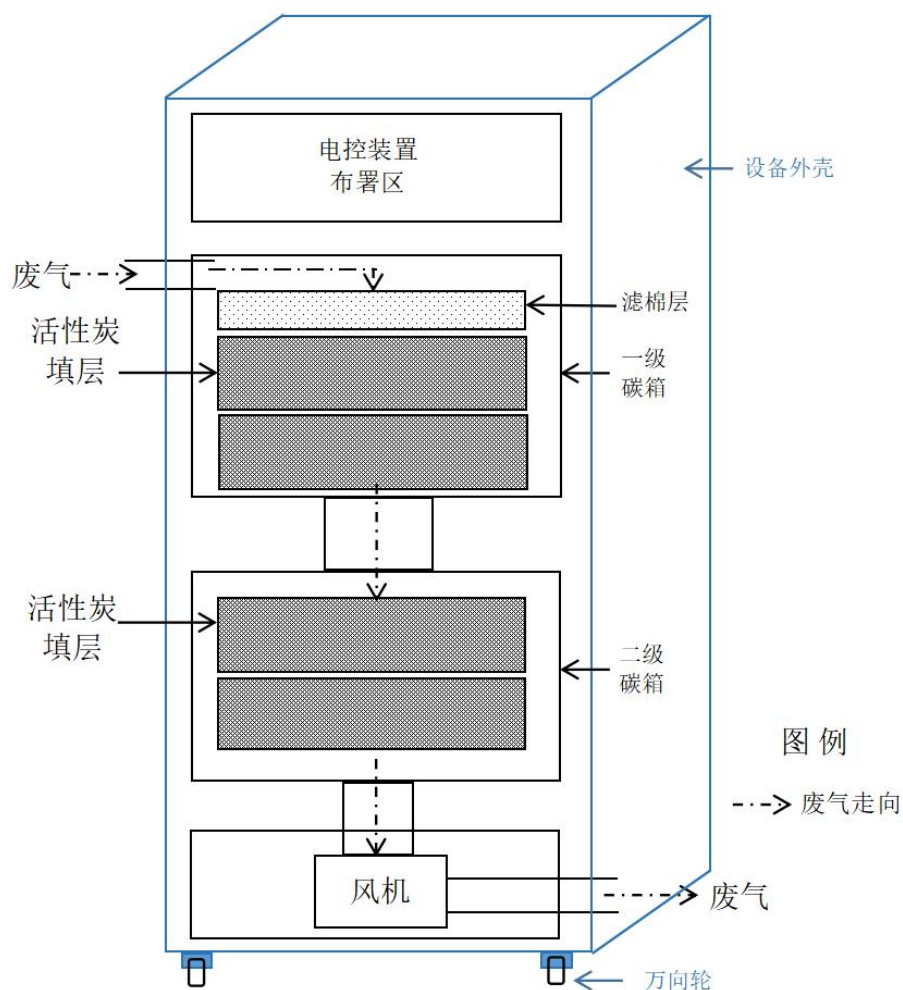 电控装置
布署区
设备外壳
废气
滤棉层
活性炭
填层
一级
碳箱
活性炭
填层
二级
碳箱
图 例
废气走向
风机
废气
万向轮